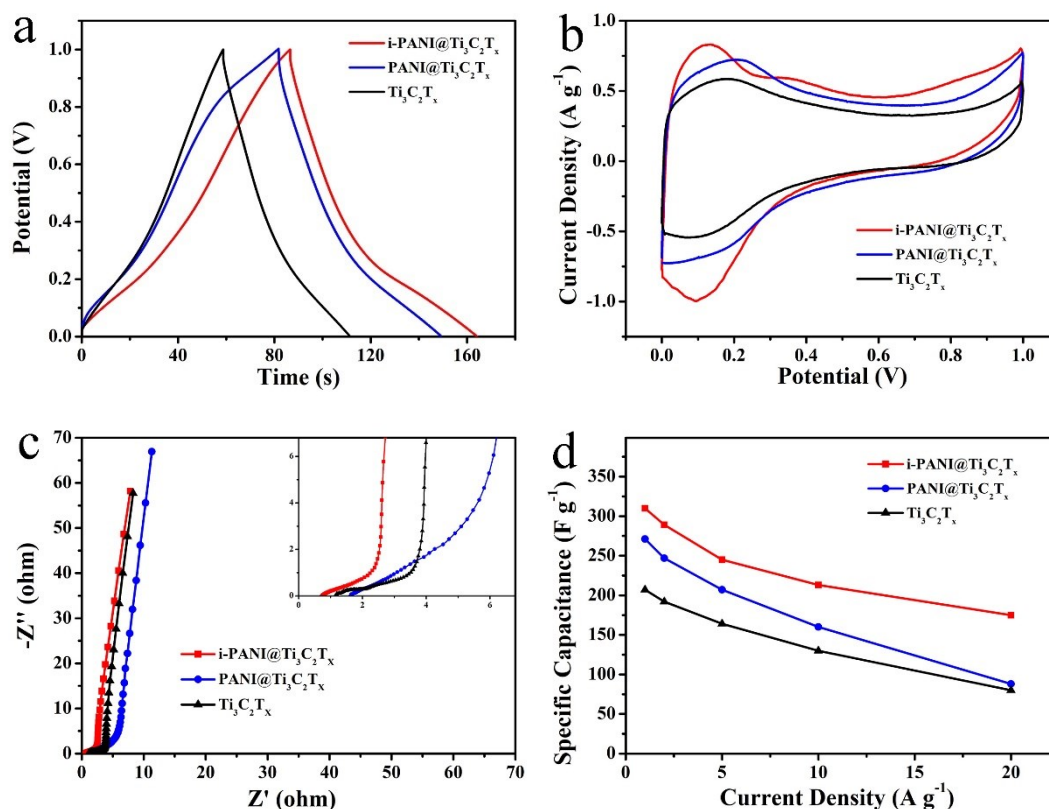 a
i-PANI@Ti₃C₂Tₓ
PANI@Ti₃C₂Tₓ
Ti₃C₂Tₓ
1.0
0.8
0.6
0.4
0.2
0.0
Potential (V)
0 40 80 120 160
Time (s)
b
1.0
0.5
0.0
-0.5
-1.0
Current Density (A g⁻¹)
i-PANI@Ti₃C₂Tₓ
PANI@Ti₃C₂Tₓ
Ti₃C₂Tₓ
0.0 0.2 0.4 0.6 0.8 1.0
Potential (V)
c
70
60
50
40
30
20
10
0
-Z'' (ohm)
6
4
2
0
2 4 6
i-PANI@Ti₃C₂Tₓ
PANI@Ti₃C₂Tₓ
Ti₃C₂Tₓ
0 10 20 30 40 50 60 70
Z' (ohm)
d
i-PANI@Ti₃C₂Tₓ
PANI@Ti₃C₂Tₓ
Ti₃C₂Tₓ
350
300
250
200
150
100
50
0
Specific Capacitance (F g⁻¹)
0 5 10 15 20
Current Density (A g⁻¹)